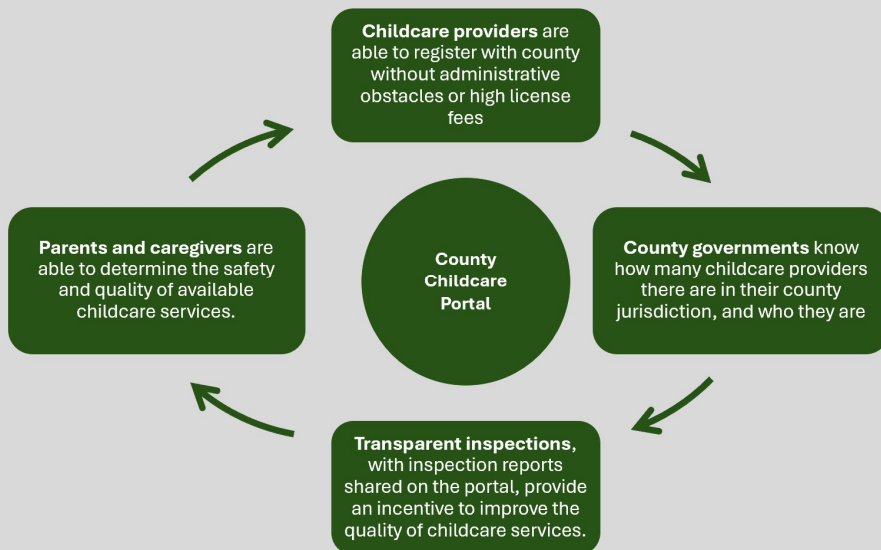 Childcare providers are
able to register with county
without administrative
obstacles or high license
fees
Parents and caregivers are
able to determine the safety
and quality of available
childcare services.
County
Childcare
Portal
County governments know
how many childcare providers
there are in their county
jurisdiction, and who they are
Transparent inspections,
with inspection reports
shared on the portal, provide
an incentive to improve the
quality of childcare services.